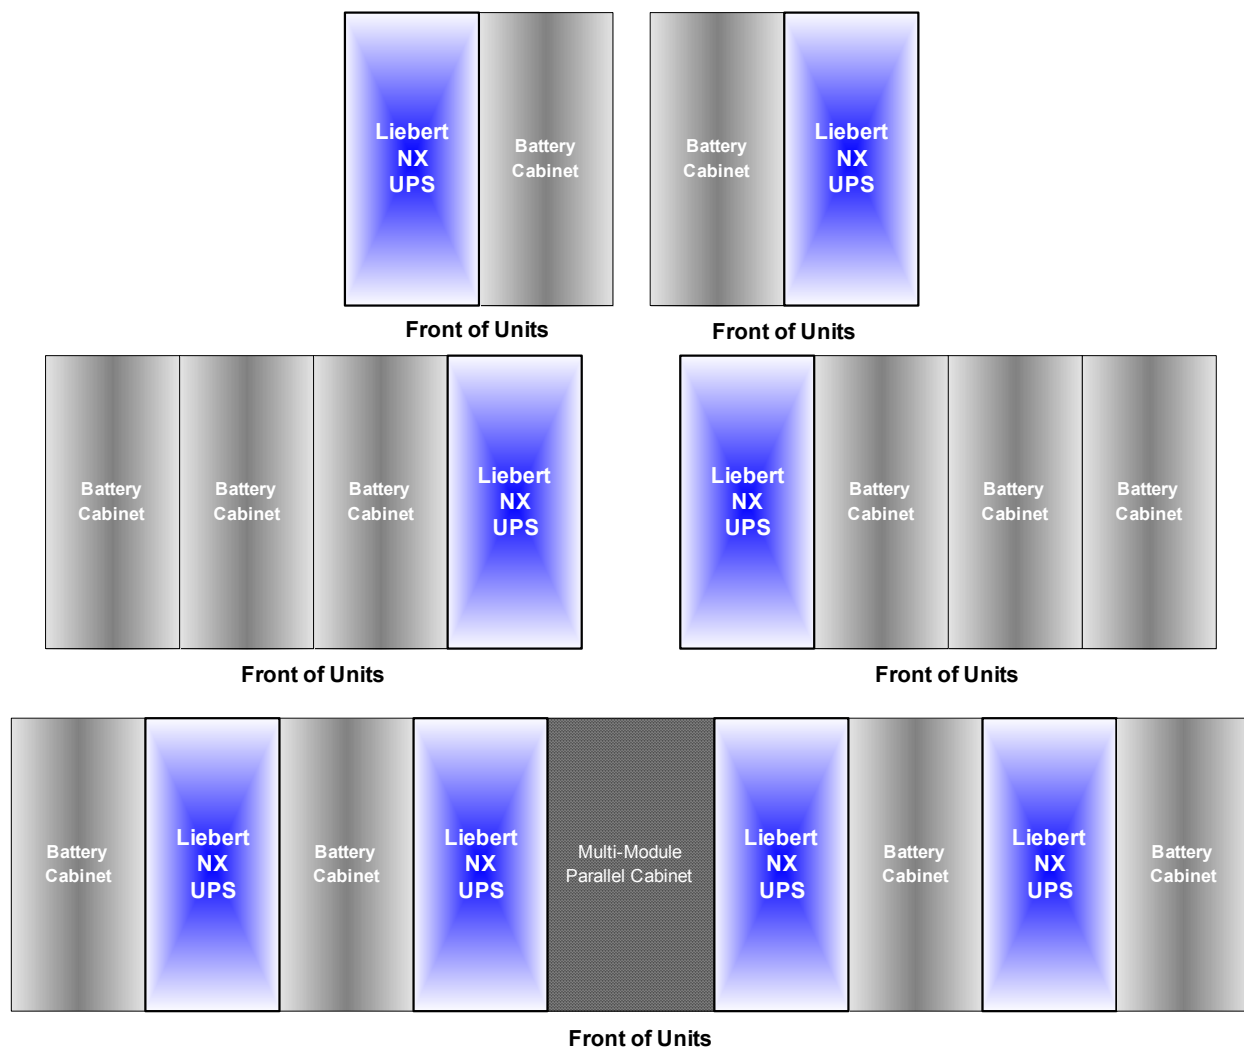 Liebert
NX
UPS
Battery
Cabinet
Battery
Cabinet
Liebert
NX
UPS
Front of Units
Front of Units
Battery
Cabinet
Battery
Cabinet
Battery
Cabinet
Liebert
NX
UPS
Liebert
NX
UPS
Battery
Cabinet
Battery
Cabinet
Battery
Cabinet
Front of Units
Front of Units
Battery
Cabinet
Liebert
NX
UPS
Battery
Cabinet
Liebert
NX
UPS
Multi-Module
Parallel Cabinet
Liebert
NX
UPS
Battery
Cabinet
Liebert
NX
UPS
Battery
Cabinet
Front of Units